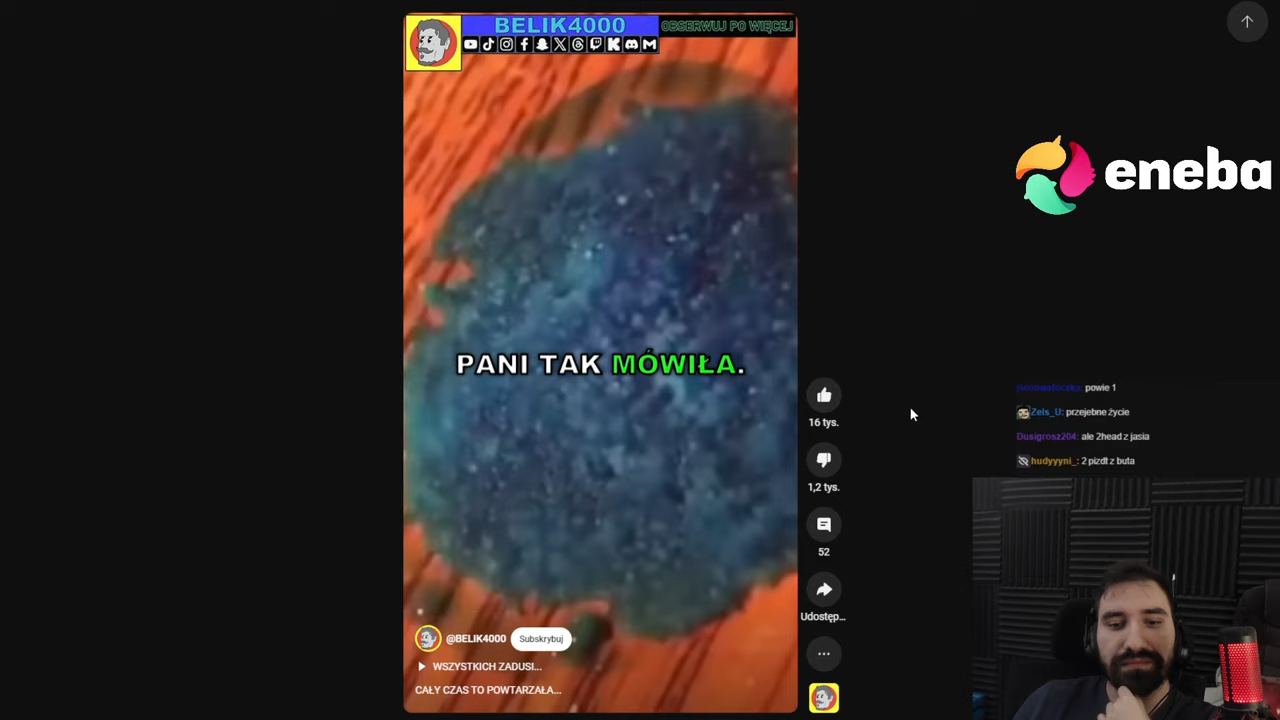 BELIK4000
OBSERWUJ PO WIĘCEJ
eneba
PANI TAK MÓWIŁA.
16 tys.
1,2 tys.
52
Udostęp...
powie 1
Zels_U: przejebne życie
Dusigrosz204: ale 2head z jasia
hudyyyni_: 2 pizdt z buta
@BELIK4000
Subskrybuj
WSZYSTKICH ZADUSI...
CAŁY CZAS TO POWTARZAŁA...